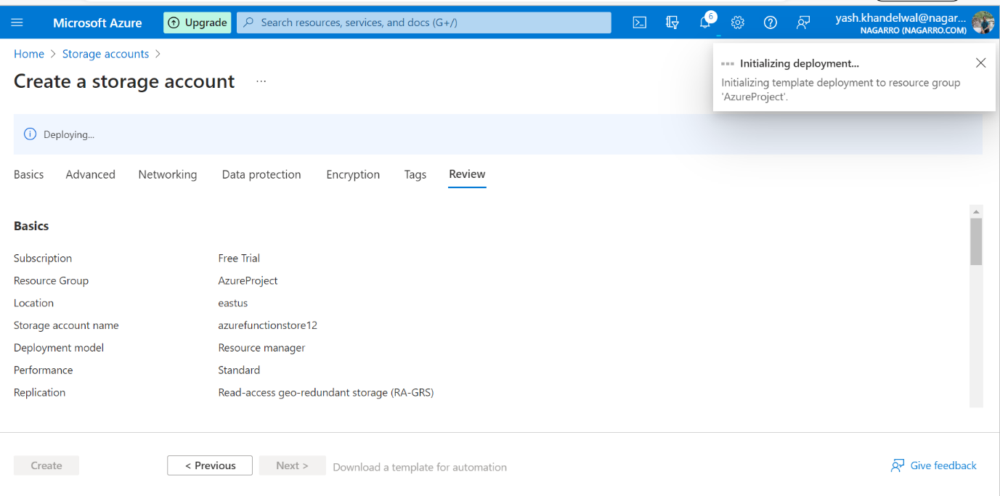 Microsoft Azure
Upgrade
Search resources, services, and docs (G+/)
6
yash.khandelwal@nagar...
NAGARRO (NAGARRO.COM)
Home > Storage accounts >
Create a storage account ...
Initializing deployment...
Initializing template deployment to resource group
'AzureProject'.
Deploying...
Basics Advanced Networking Data protection Encryption Tags Review
Basics
Subscription Free Trial
Resource Group AzureProject
Location eastus
Storage account name azurefunctionstore12
Deployment model Resource manager
Performance Standard
Replication Read-access geo-redundant storage (RA-GRS)
Create < Previous Next > Download a template for automation Give feedback